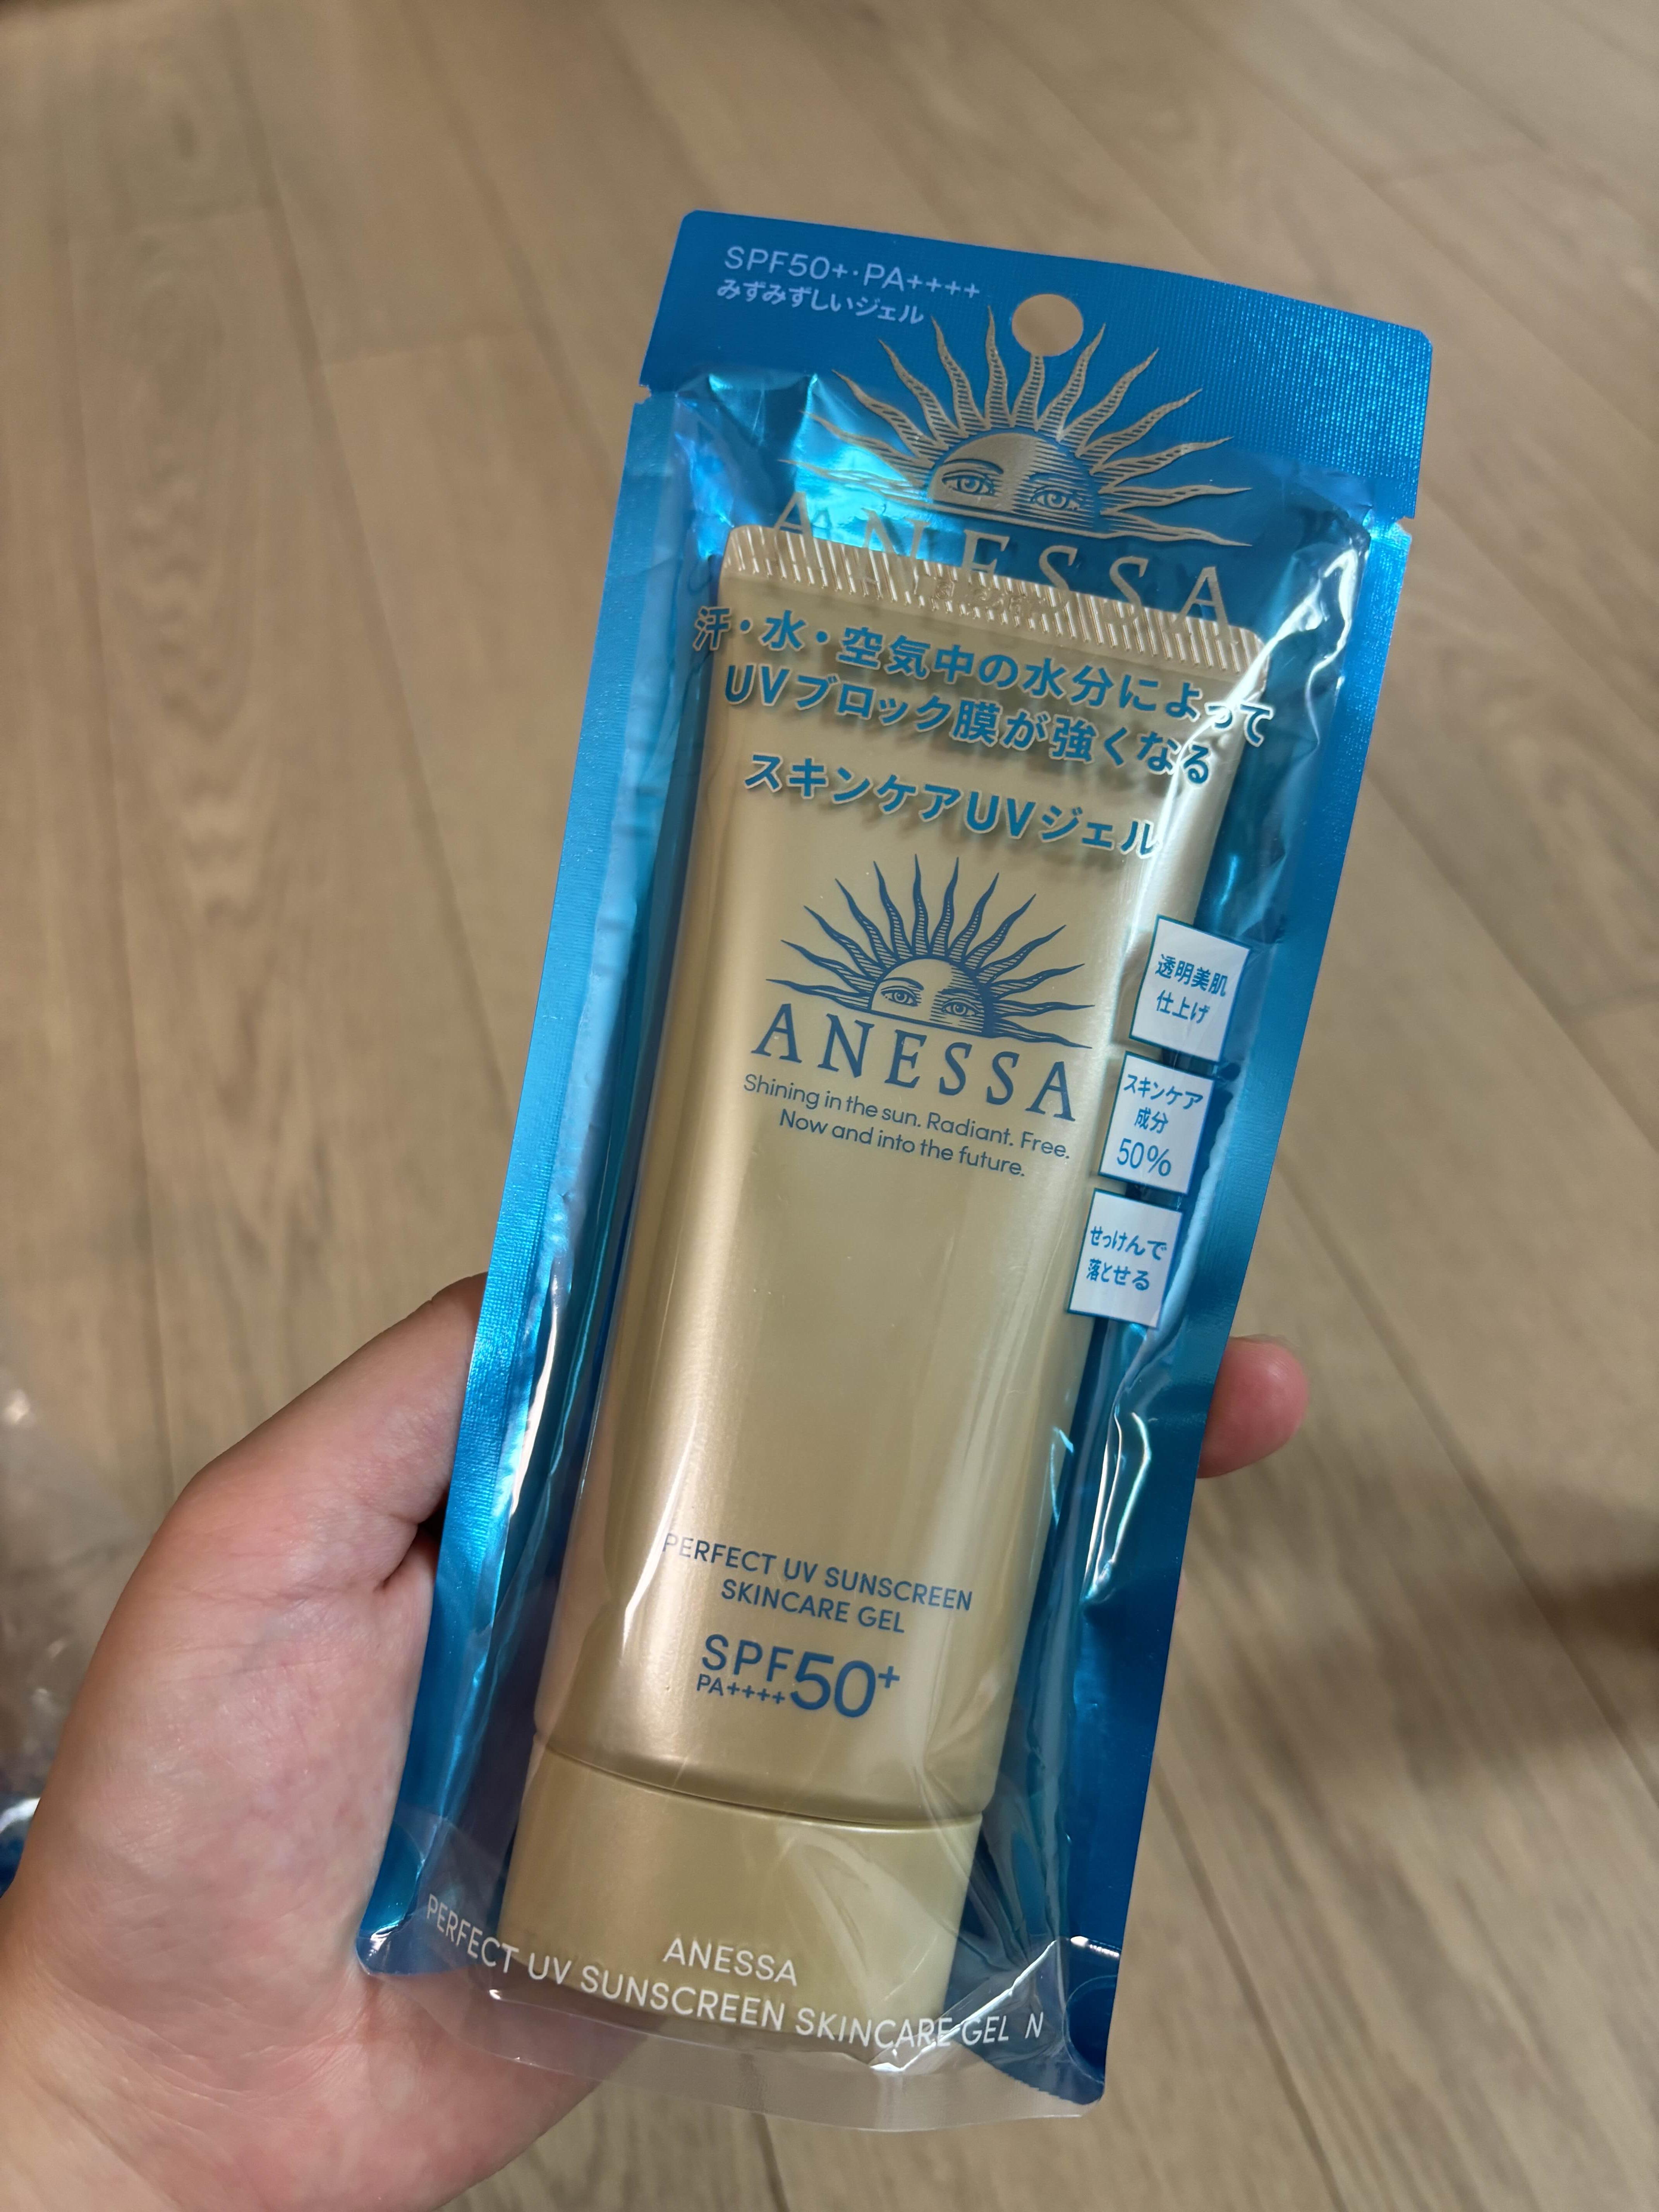 SPF50+・PA++++
みずみずしいジェル
ANESSA
汗・水・空気中の水分によって
UVブロック膜が強くなる
スキンケアUVジェル
ANESSA
Shining in the sun. Radiant. Free.
Now and into the future.
透明美肌
仕上げ
スキンケア
成分
50%
せっけんで
落とせる
PERFECT UV SUNSCREEN
SKINCARE GEL
SPF50+
PA++++
ANESSA
PERFECT UV SUNSCREEN SKINCARE GEL N